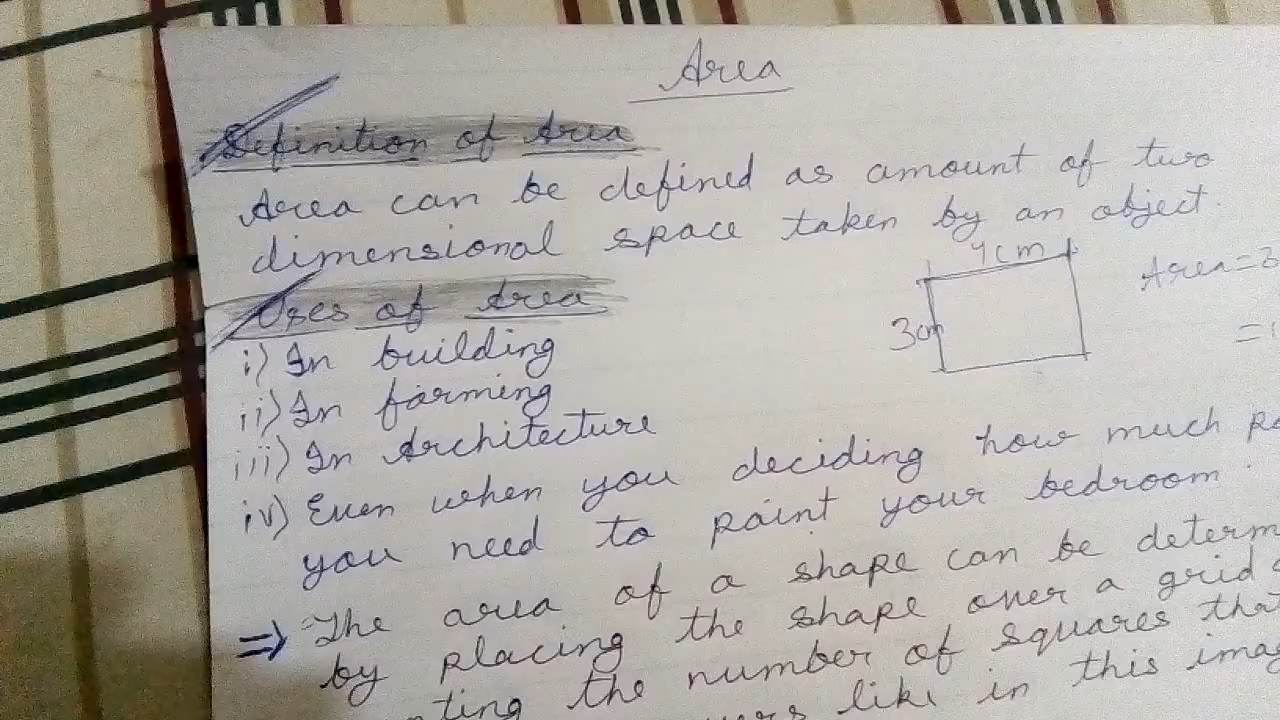 Area
Definition of Area
Area can be defined as amount of two
dimensional space taken by an object.
4cm
Area=3
3cm
=1
Uses of Area
i) In building
ii) In farming
iii) In Architecture
iv) Even when you deciding how much
you need to paint your bedroom.
⇒ The area of a shape can be
by placing the shape over a grid
the number of squares that
like in this